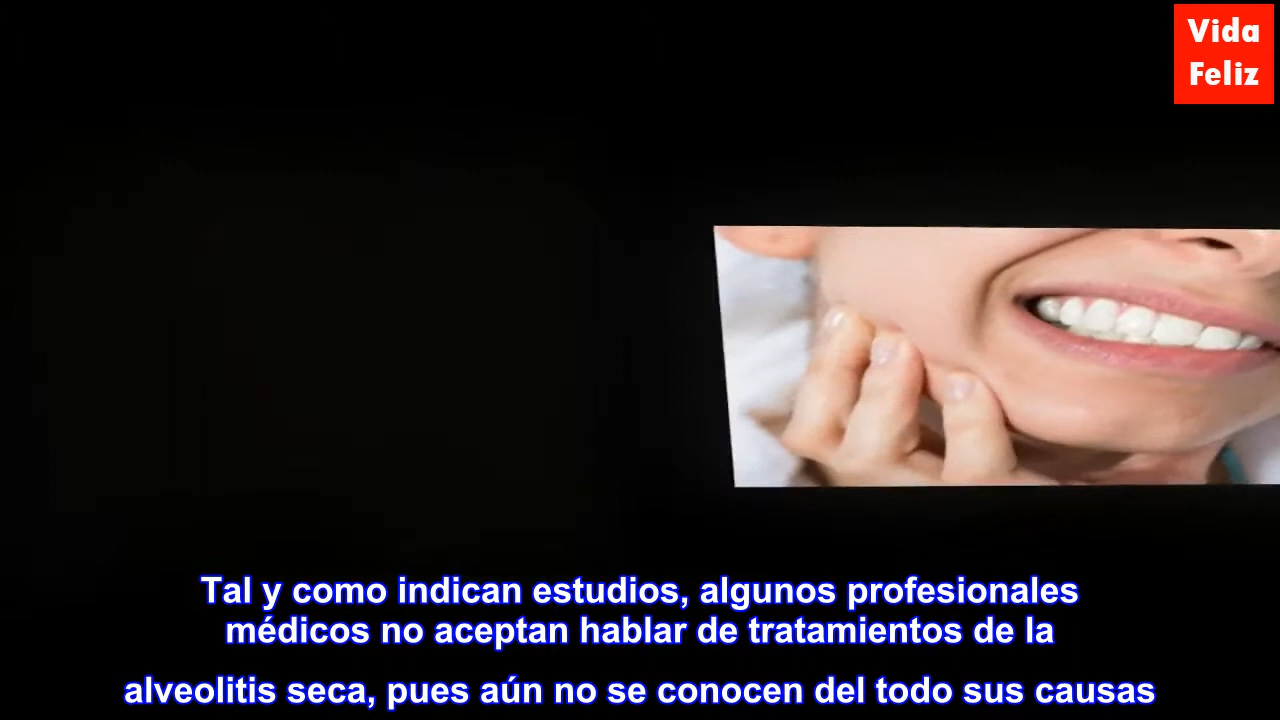 Vida
Feliz
Tal y como indican estudios, algunos profesionales
médicos no aceptan hablar de tratamientos de la
alveolitis seca, pues aún no se conocen del todo sus causas